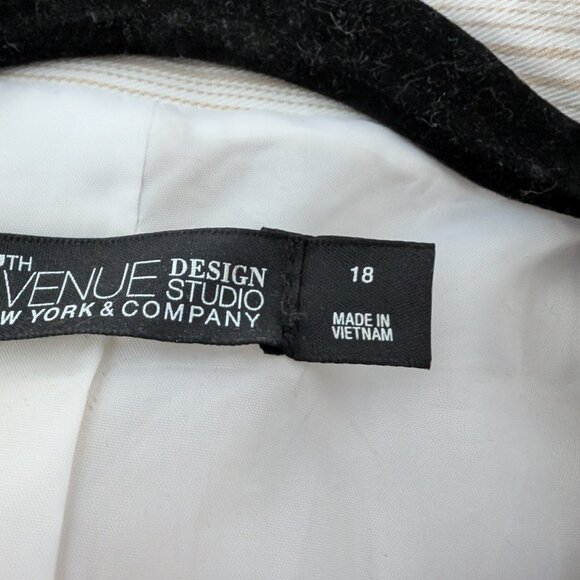 TH
VENUE DESIGN STUDIO
W YORK & COMPANY
18
MADE IN
VIETNAM